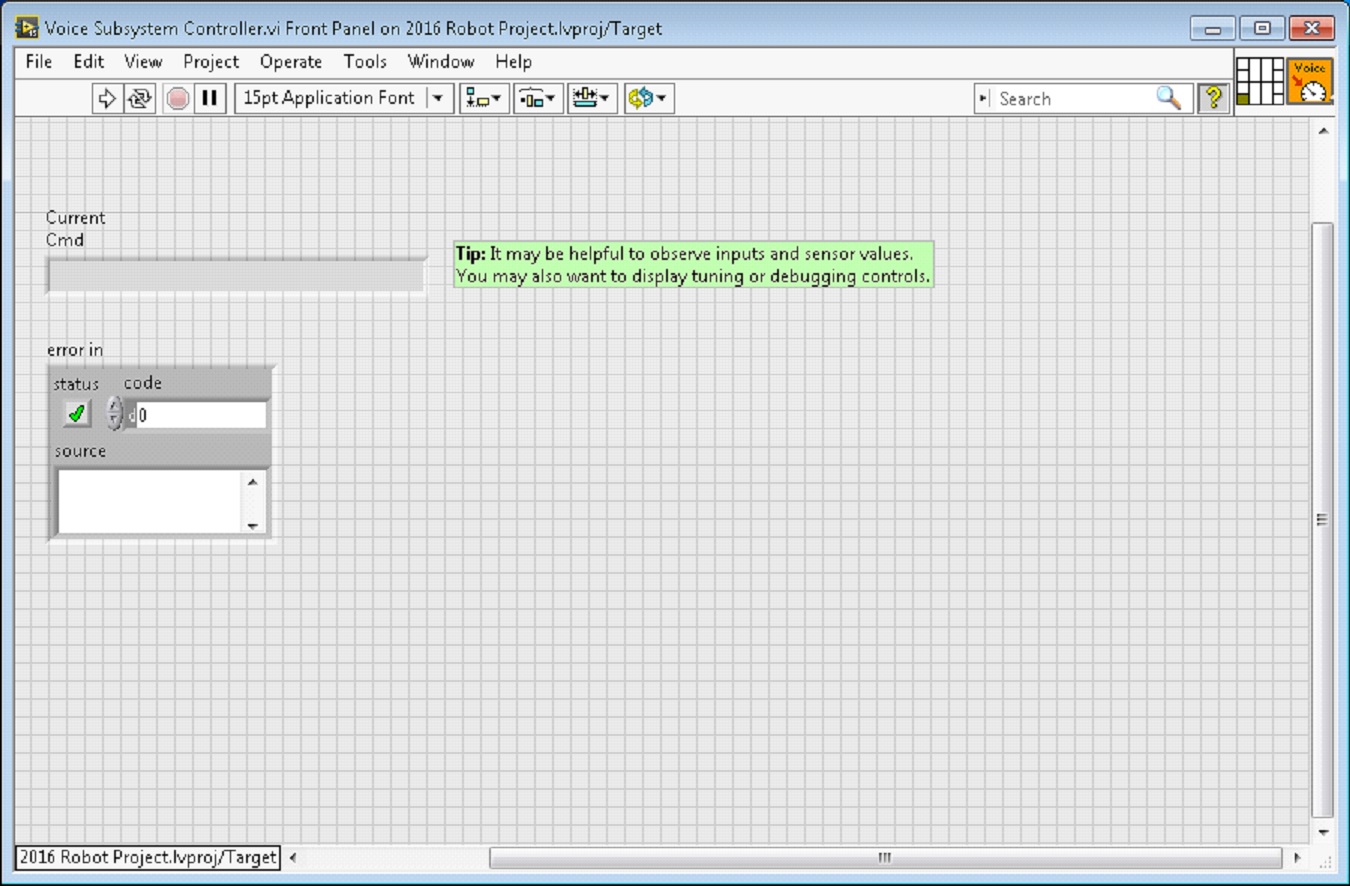 Voice Subsystem Controller.vi Front Panel on 2016 Robot Project.lvproj/Target
File Edit View Project Operate Tools Window Help
15pt Application Font
Search
?
Voice
Current
Cmd
Tip: It may be helpful to observe inputs and sensor values.
You may also want to display tuning or debugging controls.
error in
status code
d 0
source
2016 Robot Project.lvproj/Target